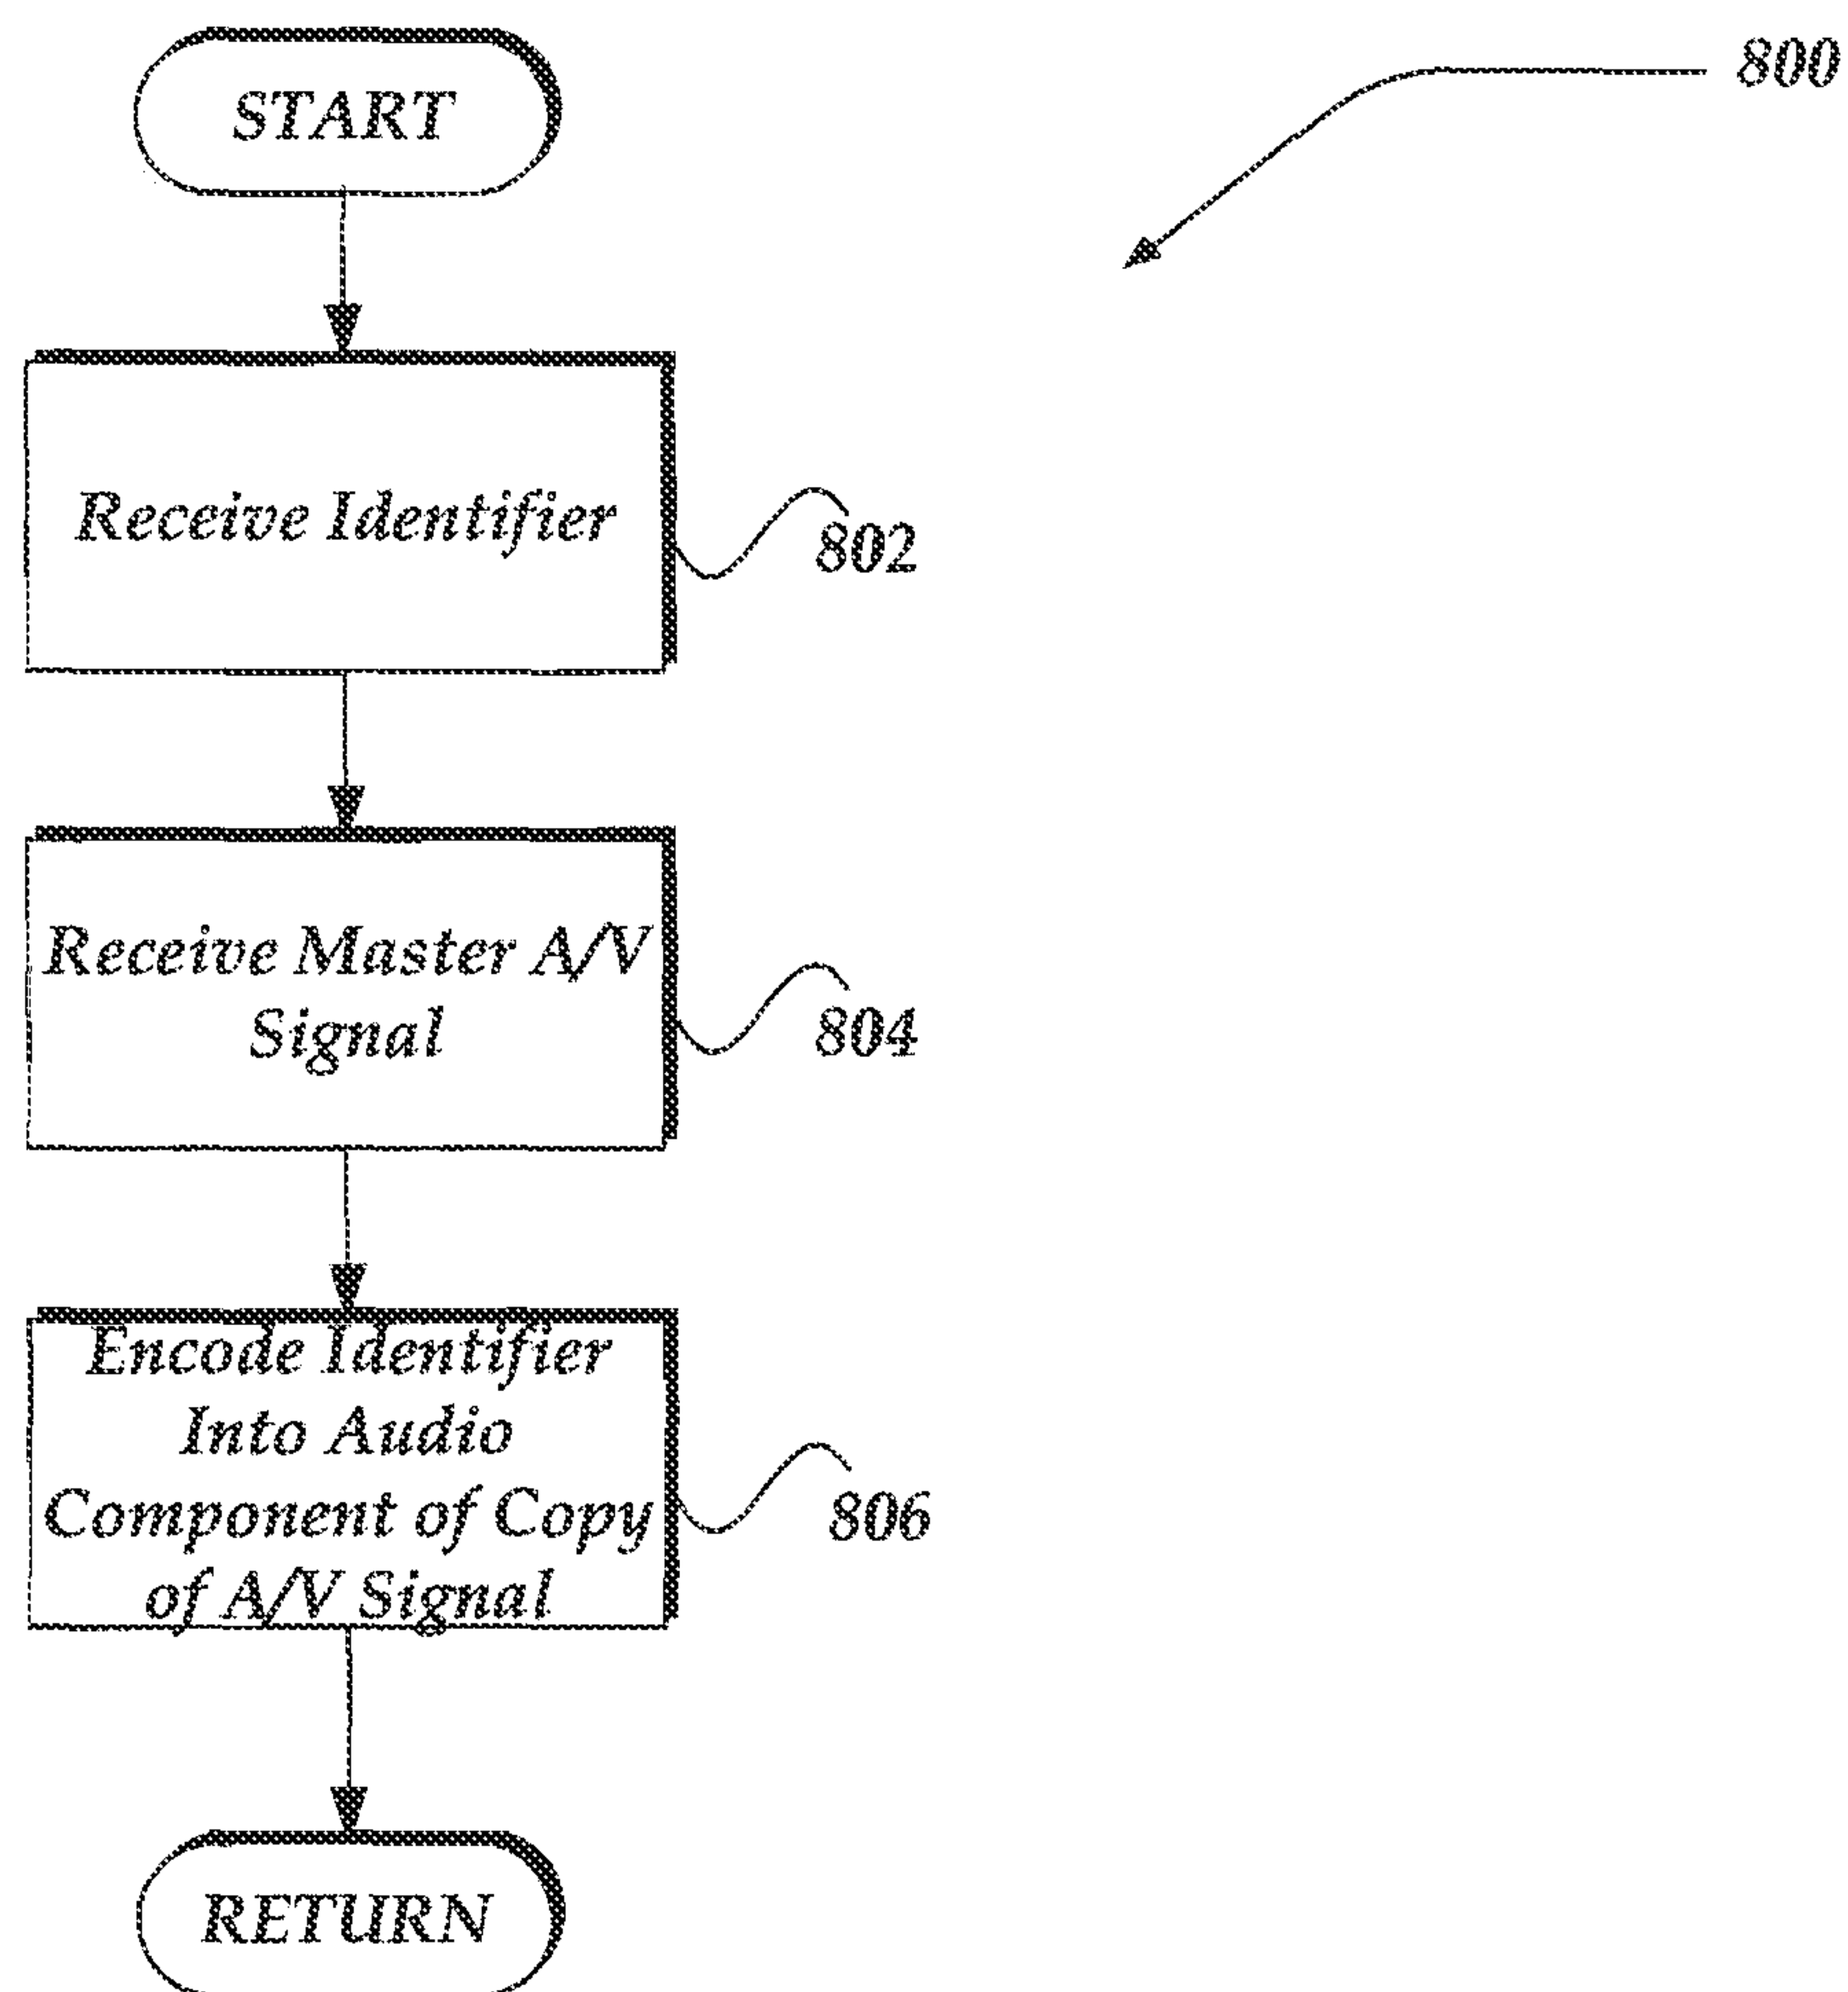 START
800
Receive Identifier
802
Receive Master A/V
Signal
804
Encode Identifier
Into Audio
Component of Copy
of A/V Signal
806
RETURN